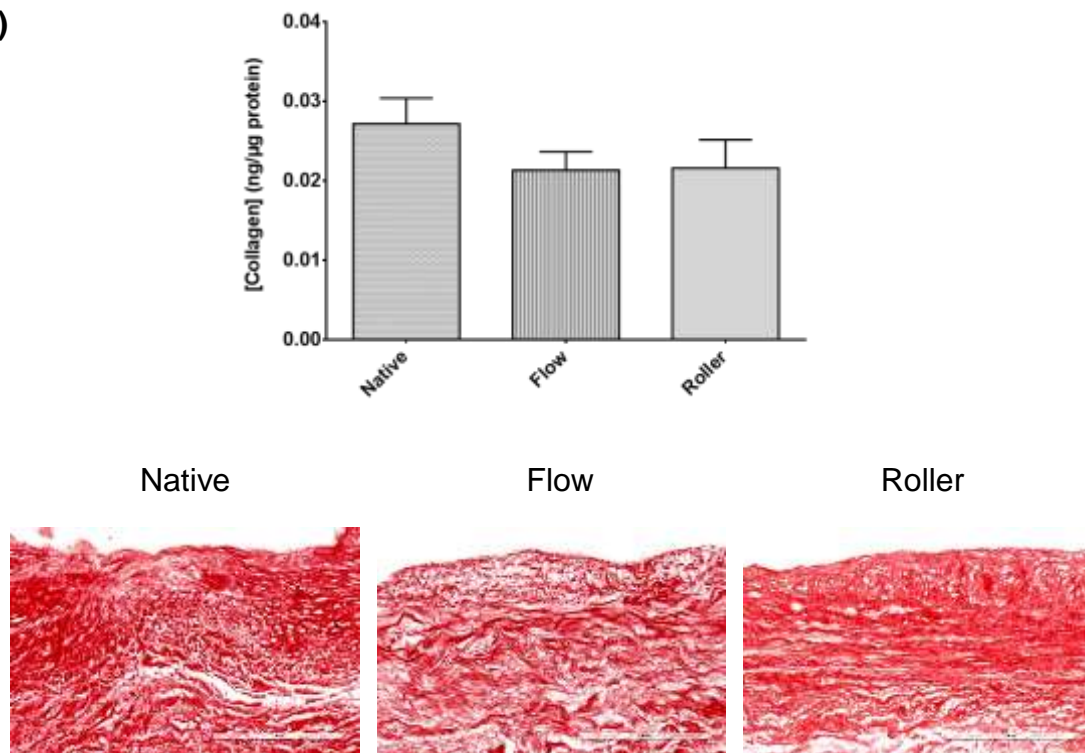 )
0.04
0.03
0.02
0.01
0.00
[Collagen] (ng/µg protein)
Native
Flow
Roller
Native Flow Roller